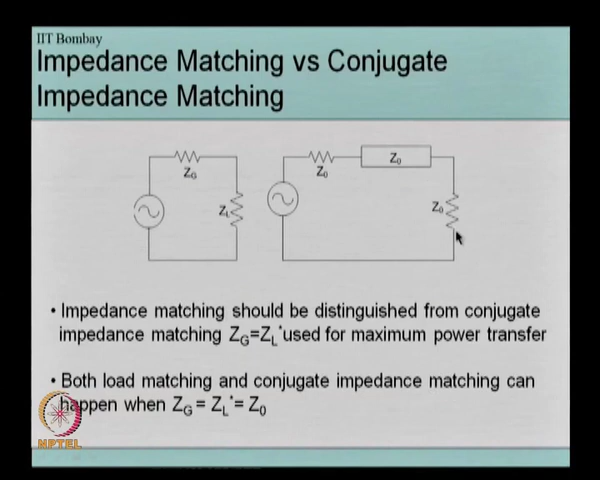 IIT Bombay
Impedance Matching vs Conjugate
Impedance Matching
Z_G
Z_L
Z_0
Z_0
Z_0
• Impedance matching should be distinguished from conjugate
impedance matching Z_G=Z_L* used for maximum power transfer
• Both load matching and conjugate impedance matching can
happen when Z_G = Z_L* = Z_0
NPTEL